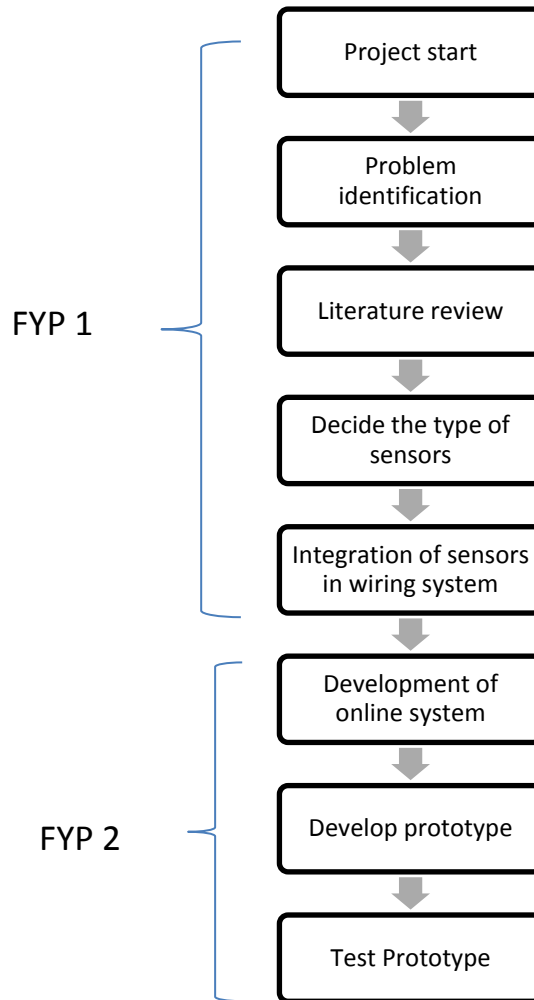 Project start
Problem
identification
Literature review
FYP 1
Decide the type of
sensors
Integration of sensors
in wiring system
Development of
online system
FYP 2
Develop prototype
Test Prototype